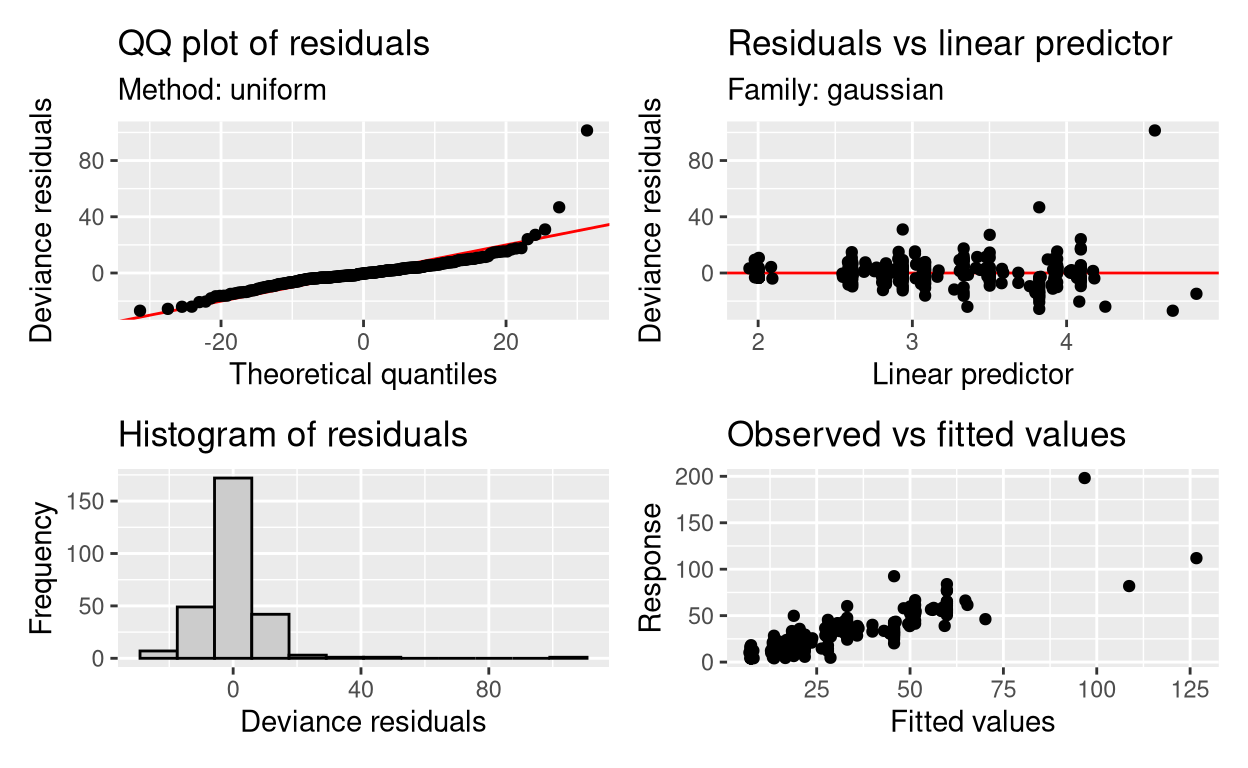 QQ plot of residuals
Method: uniform
Deviance residuals
80
40
0
-20
0
20
Theoretical quantiles
Residuals vs linear predictor
Family: gaussian
Deviance residuals
80
40
0
2
3
4
Linear predictor
Histogram of residuals
Frequency
150
100
50
0
0
40
80
Deviance residuals
Observed vs fitted values
Response
200
150
100
50
0
25
50
75
100
125
Fitted values